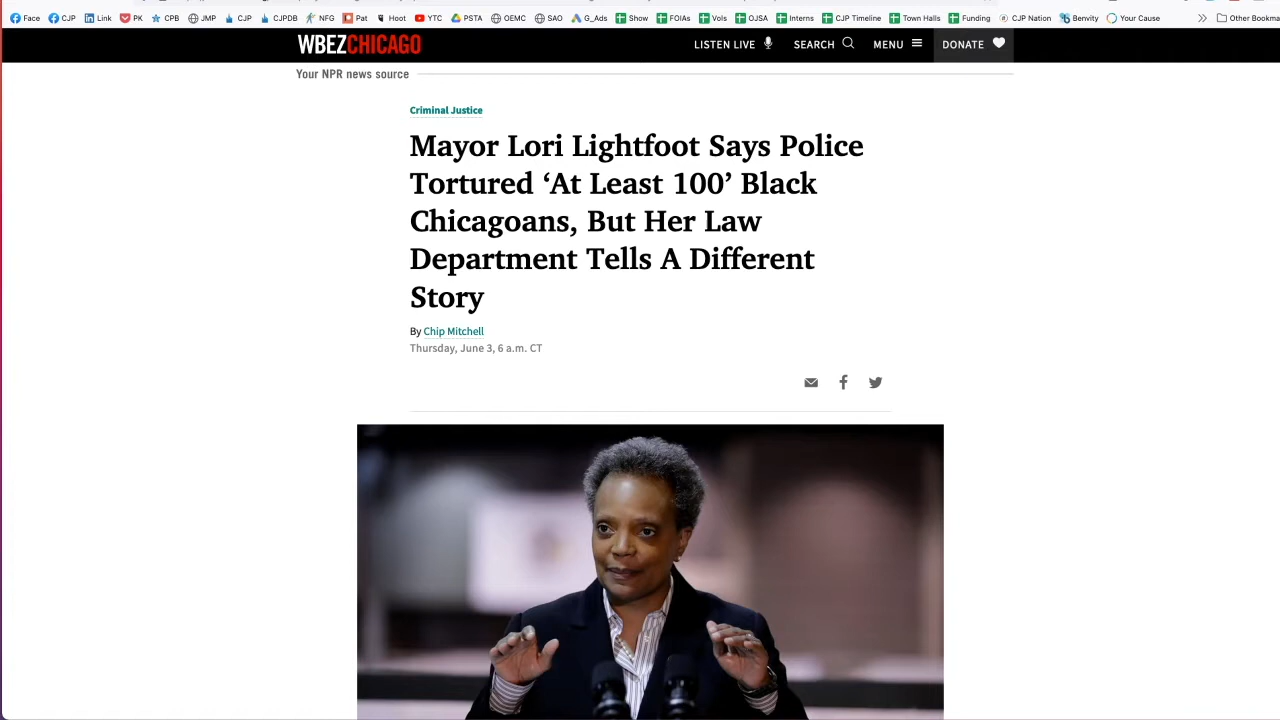 Face CJP Link PK CPB JMP CJP CJPDB NFG Pat Hoot YTC PSTA OEMC SAO G_Ads Show FOIAs Vols OJSA Interns CJP Timeline Town Halls Funding CJP Nation Benvity Your Cause Other Bookma
WBEZCHICAGO LISTEN LIVE SEARCH MENU DONATE
Your NPR news source
Criminal Justice
Mayor Lori Lightfoot Says Police
Tortured ‘At Least 100’ Black
Chicagoans, But Her Law
Department Tells A Different
Story
By Chip Mitchell
Thursday, June 3, 6 a.m. CT